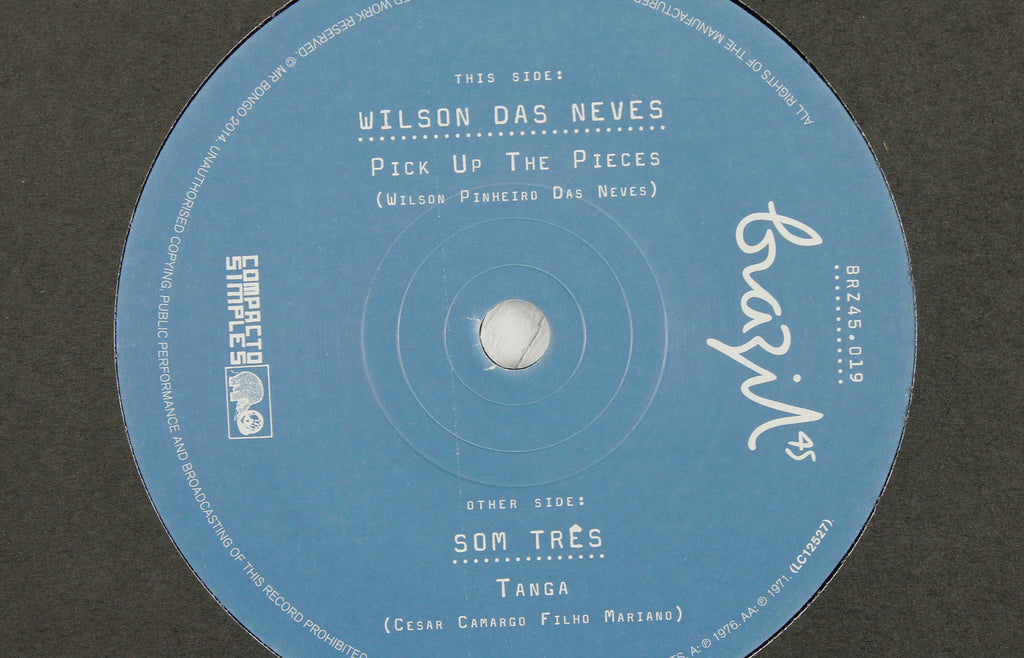 THIS SIDE:
WILSON DAS NEVES
PICK UP THE PIECES
(WILSON PINHEIRO DAS NEVES)
COMPACTO
SIMPLES
brazil 45
BRZ45.019
OTHER SIDE:
SOM TRÊS
TANGA
(CESAR CAMARGO FILHO MARIANO)
ALL RIGHTS OF THE MANUFACTURER
WORK RESERVED. © MR BONGO 2014. UNAUTHORISED COPYING, PUBLIC PERFORMANCE AND BROADCASTING OF THIS RECORD PROHIBITED
A: ℗ 1976, AA: ℗ 1971. (LC12527).